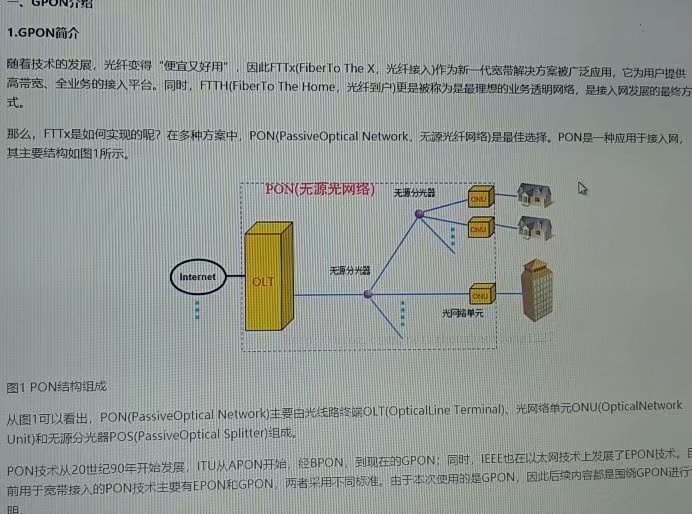 一、GPON介绍
1.GPON简介
随着技术的发展，光纤变得“便宜又好用”，因此FTTx(FiberTo The X，光纤接入)作为新一代宽带解决方案被广泛应用，它为用户提供
高带宽、全业务的接入平台。同时，FTTH(FiberTo The Home，光纤到户)更是被称为是最理想的业务透明网络，是接入网发展的最终方
式。
那么，FTTx是如何实现的呢？在多种方案中，PON(PassiveOptical Network，无源光纤网络)是最佳选择。PON是一种应用于接入网，
其主要结构如图1所示。
PON(无源光网络)
无源分光器
ONU
ONU
Internet
OLT
无源分光器
ONU
光网络单元
图1 PON结构组成
从图1可以看出，PON(PassiveOptical Network)主要由光线路终端OLT(OpticalLine Terminal)、光网络单元ONU(OpticalNetwork
Unit)和无源分光器POS(PassiveOptical Splitter)组成。
PON技术从20世纪90年开始发展，ITU从APON开始，经BPON，到现在的GPON；同时，IEEE也在以太网技术上发展了EPON技术。目
前用于宽带接入的PON技术主要有EPON和GPON，两者采用不同标准。由于本次使用的是GPON，因此后续内容都是围绕GPON进行
明